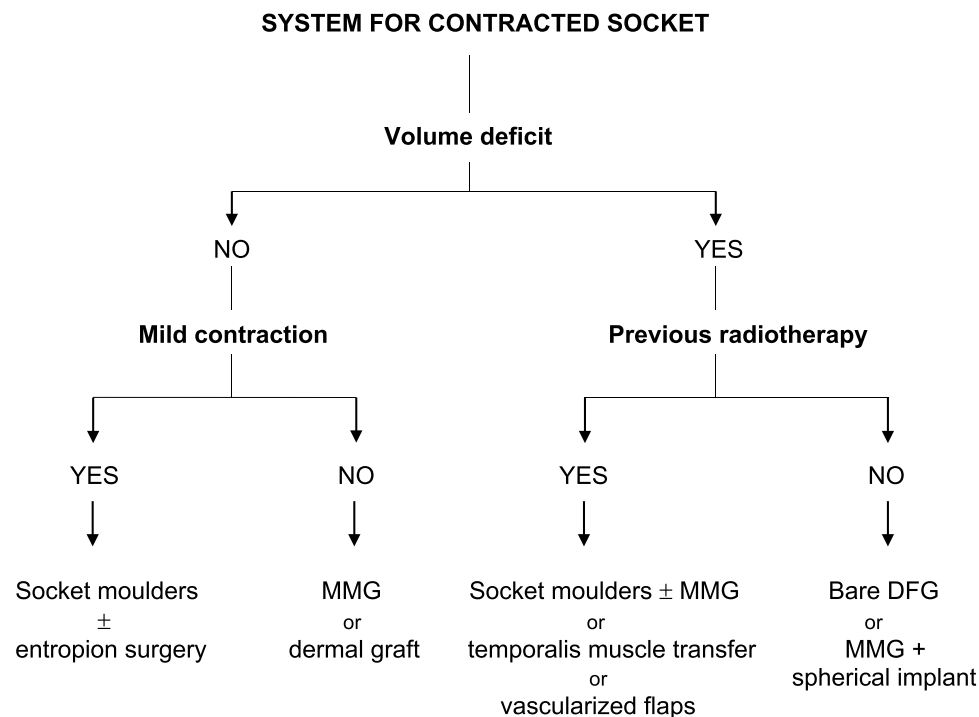 SYSTEM FOR CONTRACTED SOCKET
Volume deficit
NO
YES
Mild contraction
Previous radiotherapy
YES
NO
YES
NO
Socket moulders
±
entropion surgery
MMG
or
dermal graft
Socket moulders ± MMG
or
temporalis muscle transfer
or
vascularized flaps
Bare DFG
or
MMG +
spherical implant